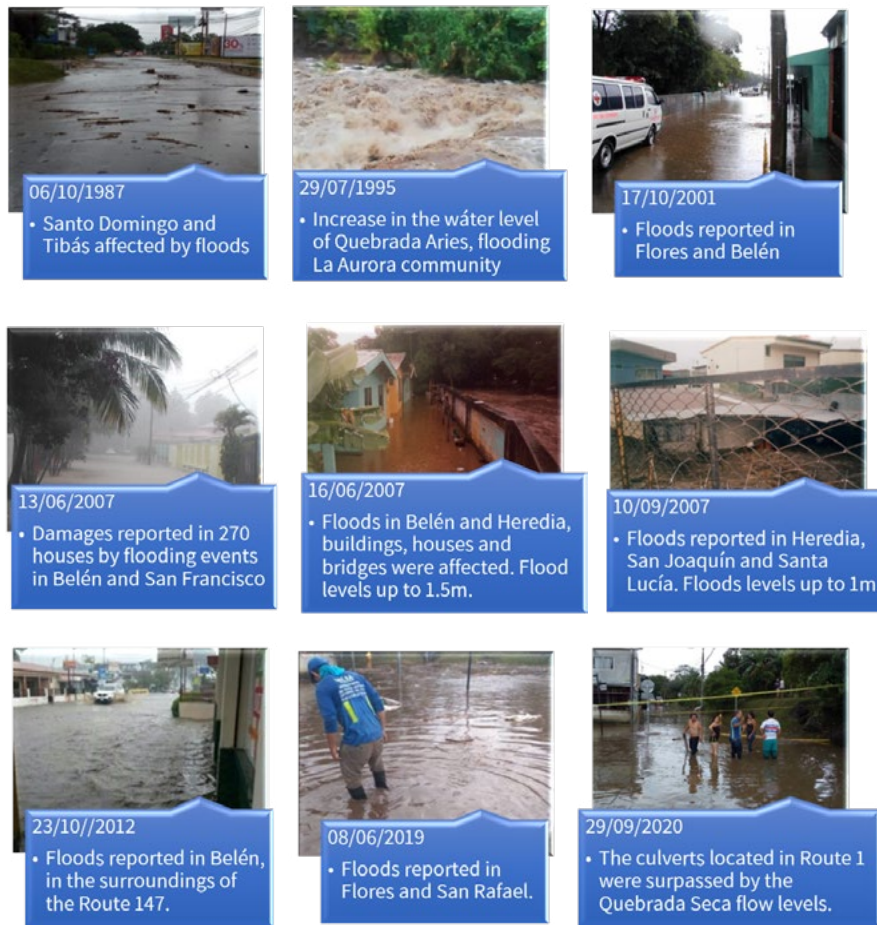 06/10/1987
• Santo Domingo and
Tibás affected by floods
29/07/1995
• Increase in the wáter level
of Quebrada Aries, flooding
La Aurora community
17/10/2001
• Floods reported in
Flores and Belén
13/06/2007
• Damages reported in 270
houses by flooding events
in Belén and San Francisco
16/06/2007
• Floods in Belén and Heredia,
buildings, houses and
bridges were affected. Flood
levels up to 1.5m.
10/09/2007
• Floods reported in Heredia,
San Joaquín and Santa
Lucía. Floods levels up to 1m
23/10//2012
• Floods reported in Belén,
in the surroundings of
the Route 147.
08/06/2019
• Floods reported in
Flores and San Rafael.
29/09/2020
• The culverts located in Route 1
were surpassed by the
Quebrada Seca flow levels.